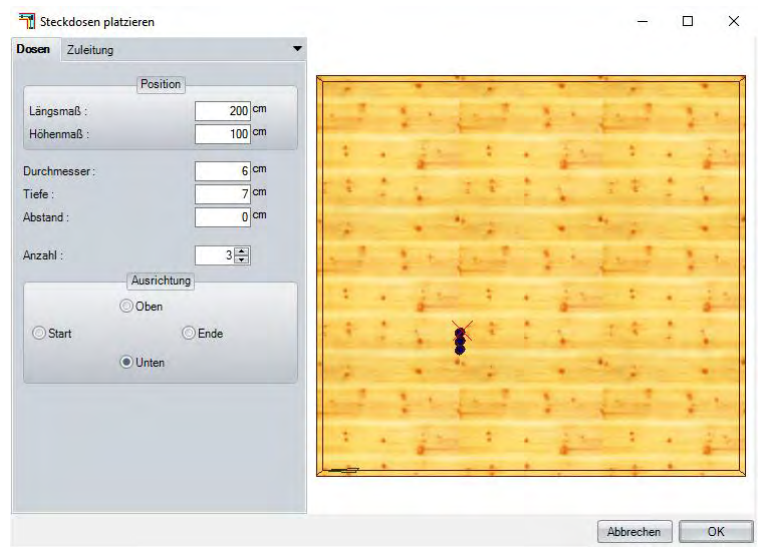 Steckdosen platzieren
Dosen Zuleitung
Position
Längsmaß : 200 cm
Höhenmaß : 100 cm
Durchmesser : 6 cm
Tiefe : 7 cm
Abstand : 0 cm
Anzahl : 3
Ausrichtung
Oben
Start Ende
Unten
Abbrechen OK